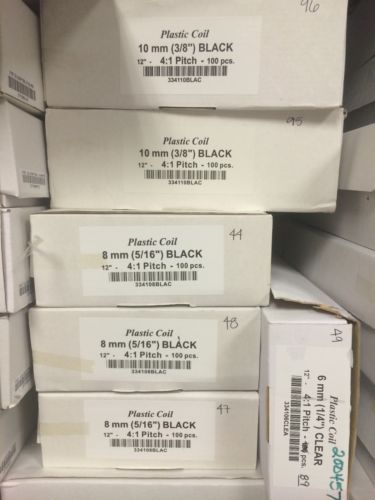 96
Plastic Coil
10 mm (3/8") BLACK
12" - 4:1 Pitch - 100 pcs.
334110BLAC
95
Plastic Coil
10 mm (3/8") BLACK
12" - 4:1 Pitch - 100 pcs.
334110BLAC
44
Plastic Coil
8 mm (5/16") BLACK
12" - 4:1 Pitch - 100 pcs.
334108BLAC
48
Plastic Coil
8 mm (5/16") BLACK
12" - 4:1 Pitch - 100 pcs.
334108BLAC
47
Plastic Coil
8 mm (5/16") BLACK
12" - 4:1 Pitch - 100 pcs.
334108BLAC
49
Plastic Coil
6 mm (1/4") CLEAR
12" - 4:1 Pitch - 100 pcs.
334106CLEA
89
200457